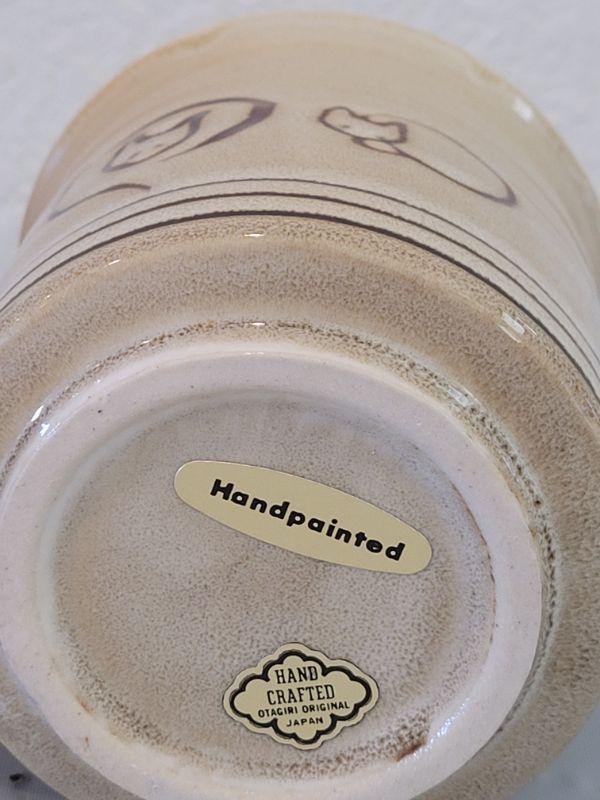 Handpainted
HAND
CRAFTED
OTAGIRI ORIGINAL
JAPAN